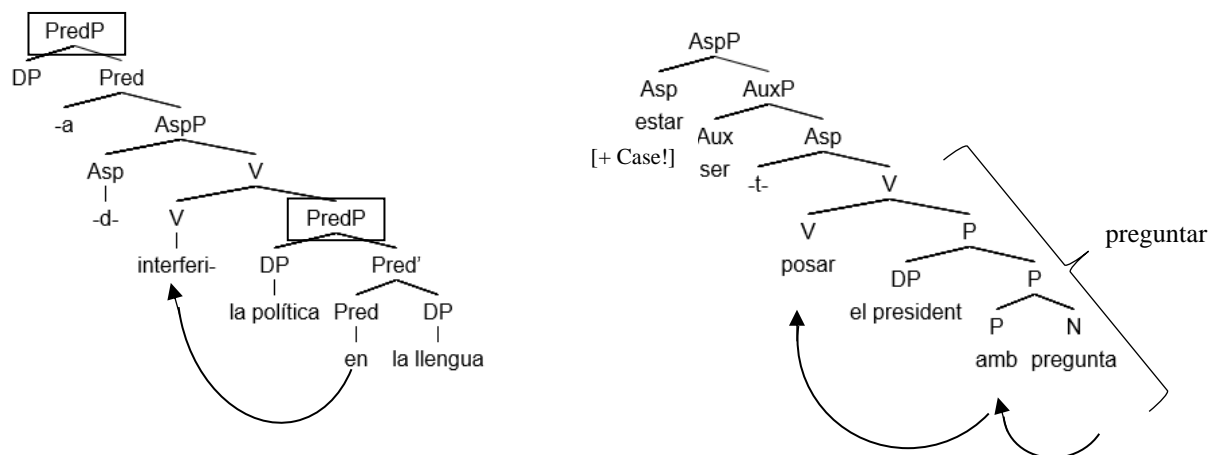 PredP
DP Pred
-a AspP
Asp V
-d- V PredP
interferi- DP Pred'
la política Pred DP
en la llengua
AspP
Asp AuxP
estar Aux Asp
[+ Case!] ser -t- V
V P
posar DP P
el president P N
amb pregunta
preguntar